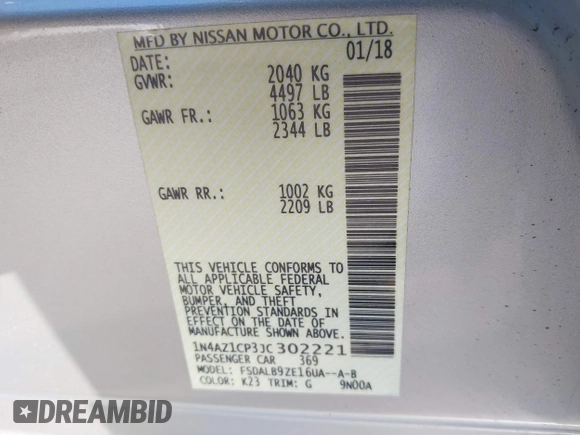 MFD BY NISSAN MOTOR CO., LTD.
DATE: 01/18
GVWR: 2040 KG
4497 LB
GAWR FR.: 1063 KG
2344 LB
GAWR RR.: 1002 KG
2209 LB
THIS VEHICLE CONFORMS TO
ALL APPLICABLE FEDERAL
MOTOR VEHICLE SAFETY,
BUMPER, AND THEFT
PREVENTION STANDARDS IN
EFFECT ON THE DATE OF
MANUFACTURE SHOWN ABOVE.
1N4AZ1CP3JC302221
PASSENGER CAR 369
MODEL: FSDALB9ZE16UA--A-B
COLOR: K23 TRIM: G 9N00A
DREAMBID.com